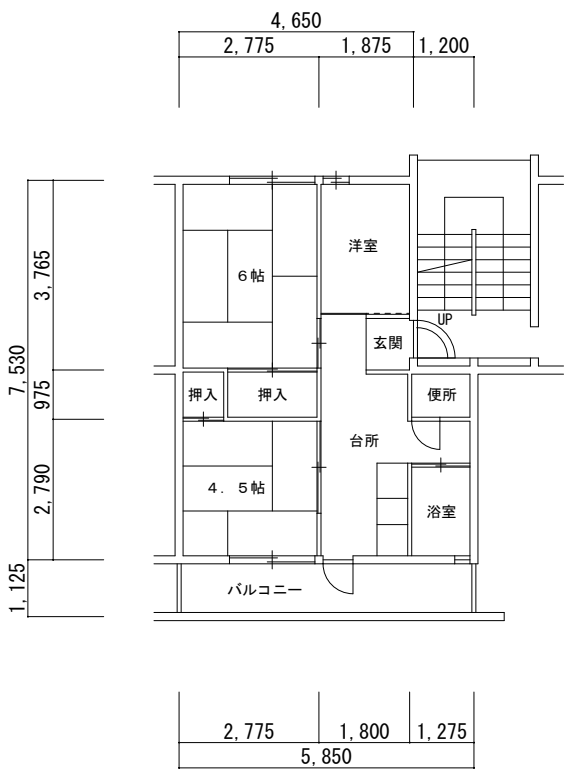 4,650
2,775
1,875
1,200
3,765
7,530
975
2,790
1,125
洋室
6帖
UP
玄関
押入
押入
便所
台所
4．5帖
浴室
バルコニー
2,775
1,800
1,275
5,850